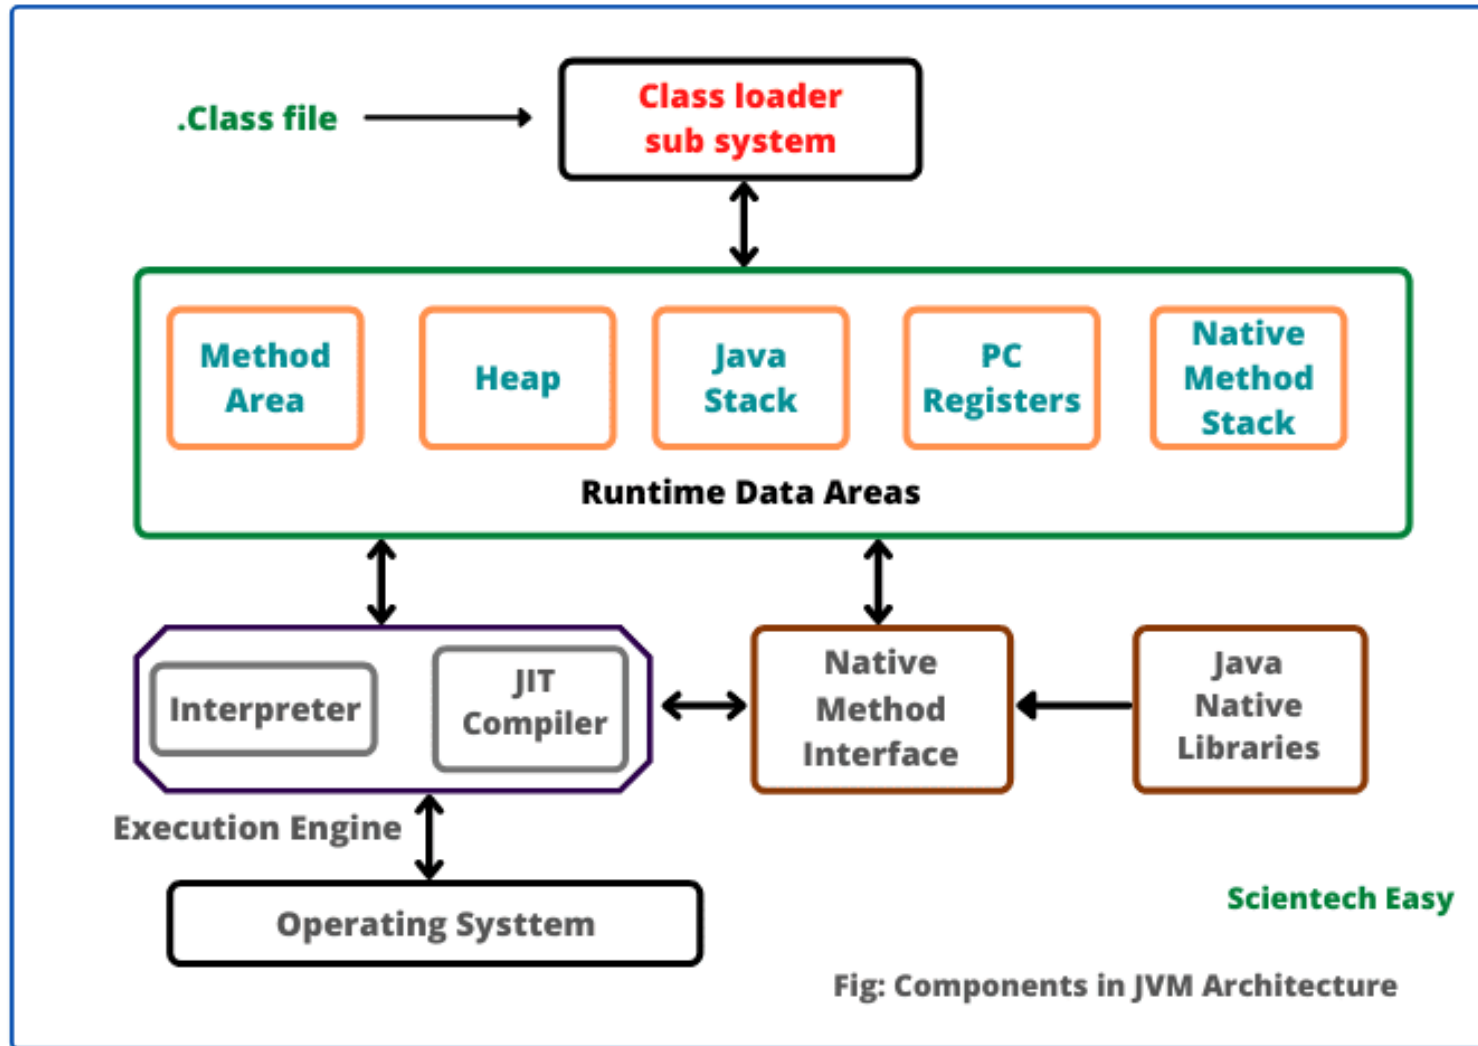 .Class file
Class loader
sub system
Method
Area
Heap
Java
Stack
PC
Registers
Native
Method
Stack
Runtime Data Areas
Interpreter
JIT
Compiler
Native
Method
Interface
Java
Native
Libraries
Execution Engine
Operating Systtem
Scientech Easy
Fig: Components in JVM Architecture